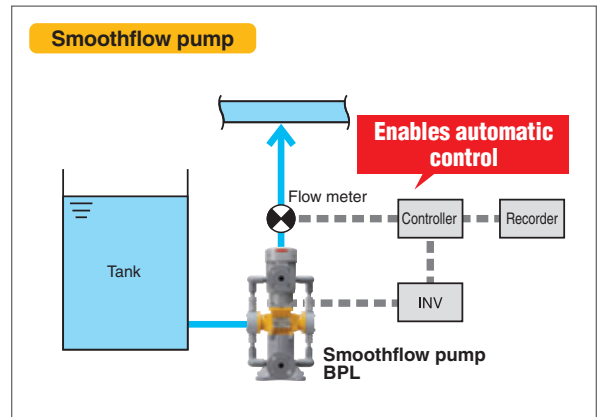 Smoothflow pump
Enables automatic
control
Flow meter
Controller
Recorder
Tank
INV
Smoothflow pump
BPL